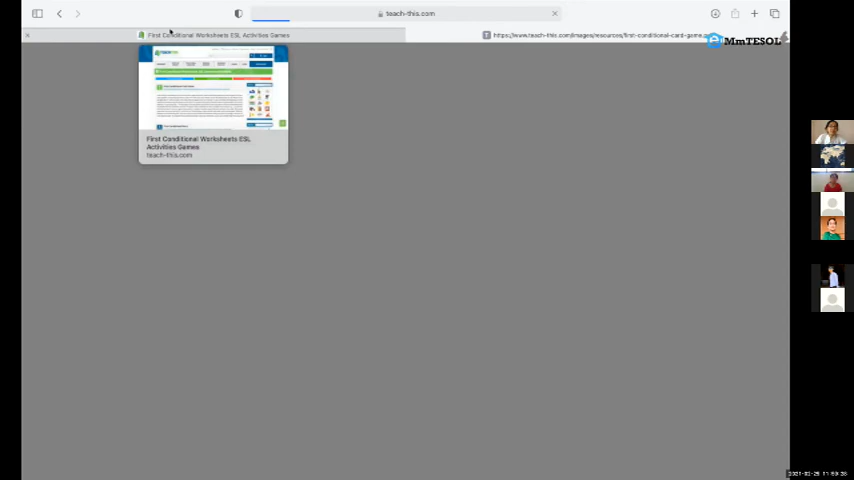 teach-this.com
First Conditional Worksheets ESL Activities Games
https://www.teach-this.com/images/resources/first-conditional-card-game.
MmTESOL
First Conditional Worksheets ESL
Activities Games
teach-this.com